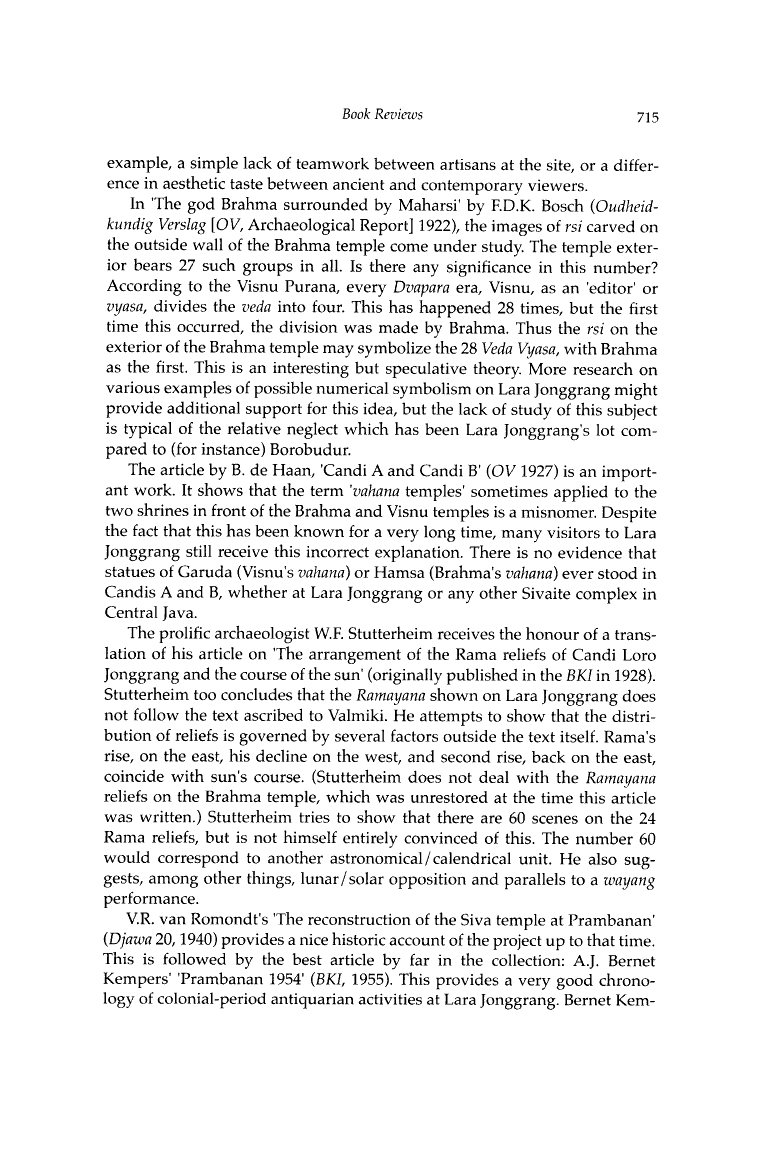 Book Reviews 715
example, a simple lack of teamwork between artisans at the site, or a differ-
ence in aesthetic taste between ancient and contemporary viewers.
In 'The god Brahma surrounded by Maharsi' by F.D.K. Bosch (Oudheid-
kundig Verslag [OV, Archaeological Report] 1922), the images of rsi carved on
the outside wall of the Brahma temple come under study. The temple exter-
ior bears 27 such groups in all. Is there any significance in this number?
According to the Visnu Purana, every Dvapara era, Visnu, as an 'editor' or
vyasa, divides the veda into four. This has happened 28 times, but the first
time this occurred, the division was made by Brahma. Thus the rsi on the
exterior of the Brahma temple may symbolize the 28 Veda Vyasa, with Brahma
as the first. This is an interesting but speculative theory. More research on
various examples of possible numerical symbolism on Lara Jonggrang might
provide additional support for this idea, but the lack of study of this subject
is typical of the relative neglect which has been Lara Jonggrang's lot com-
pared to (for instance) Borobudur.
The article by B. de Haan, 'Candi A and Candi B' (OV 1927) is an import-
ant work. It shows that the term 'vahana temples' sometimes applied to the
two shrines in front of the Brahma and Visnu temples is a misnomer. Despite
the fact that this has been known for a very long time, many visitors to Lara
Jonggrang still receive this incorrect explanation. There is no evidence that
statues of Garuda (Visnu's vahana) or Hamsa (Brahma's vahana) ever stood in
Candis A and B, whether at Lara Jonggrang or any other Sivaite complex in
Central Java.
The prolific archaeologist W.F. Stutterheim receives the honour of a trans-
lation of his article on 'The arrangement of the Rama reliefs of Candi Loro
Jonggrang and the course of the sun' (originally published in the BKI in 1928).
Stutterheim too concludes that the Ramayana shown on Lara Jonggrang does
not follow the text ascribed to Valmiki. He attempts to show that the distri-
bution of reliefs is governed by several factors outside the text itself. Rama's
rise, on the east, his decline on the west, and second rise, back on the east,
coincide with sun's course. (Stutterheim does not deal with the Ramayana
reliefs on the Brahma temple, which was unrestored at the time this article
was written.) Stutterheim tries to show that there are 60 scenes on the 24
Rama reliefs, but is not himself entirely convinced of this. The number 60
would correspond to another astronomical/calendrical unit. He also sug-
gests, among other things, lunar/solar opposition and parallels to a wayang
performance.
V.R. van Romondt's 'The reconstruction of the Siva temple at Prambanan'
(Djawa 20, 1940) provides a nice historic account of the project up to that time.
This is followed by the best article by far in the collection: A.J. Bernet
Kempers' 'Prambanan 1954' (BKI, 1955). This provides a very good chrono-
logy of colonial-period antiquarian activities at Lara Jonggrang. Bernet Kem-